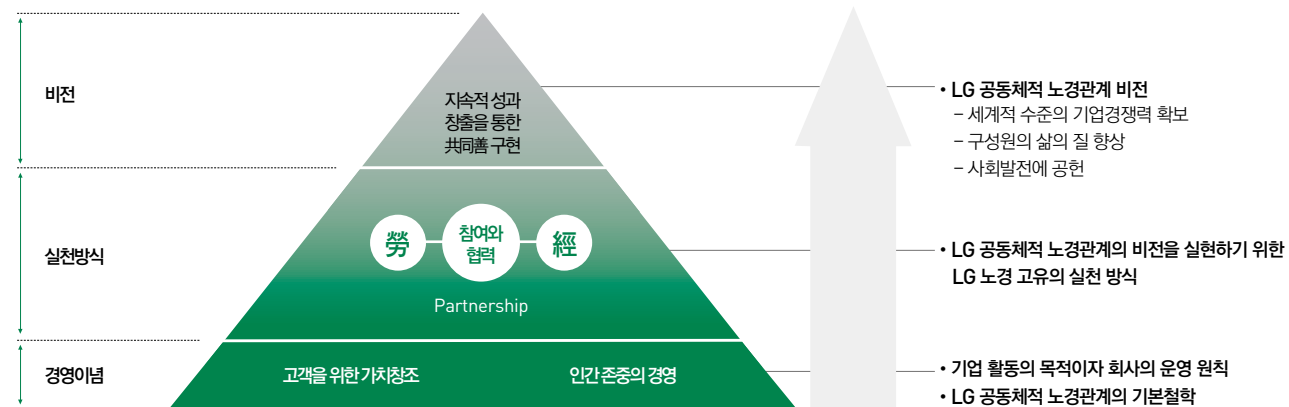 비전
지속적 성과
창출을 통한
共同善 구현
• LG 공동체적 노경관계 비전
– 세계적 수준의 기업경쟁력 확보
– 구성원의 삶의 질 향상
– 사회발전에 공헌
실천방식
勞
참여와
협력
經
Partnership
• LG 공동체적 노경관계의 비전을 실현하기 위한
LG 노경 고유의 실천 방식
경영이념
고객을 위한 가치창조
인간 존중의 경영
• 기업 활동의 목적이자 회사의 운영 원칙
• LG 공동체적 노경관계의 기본철학